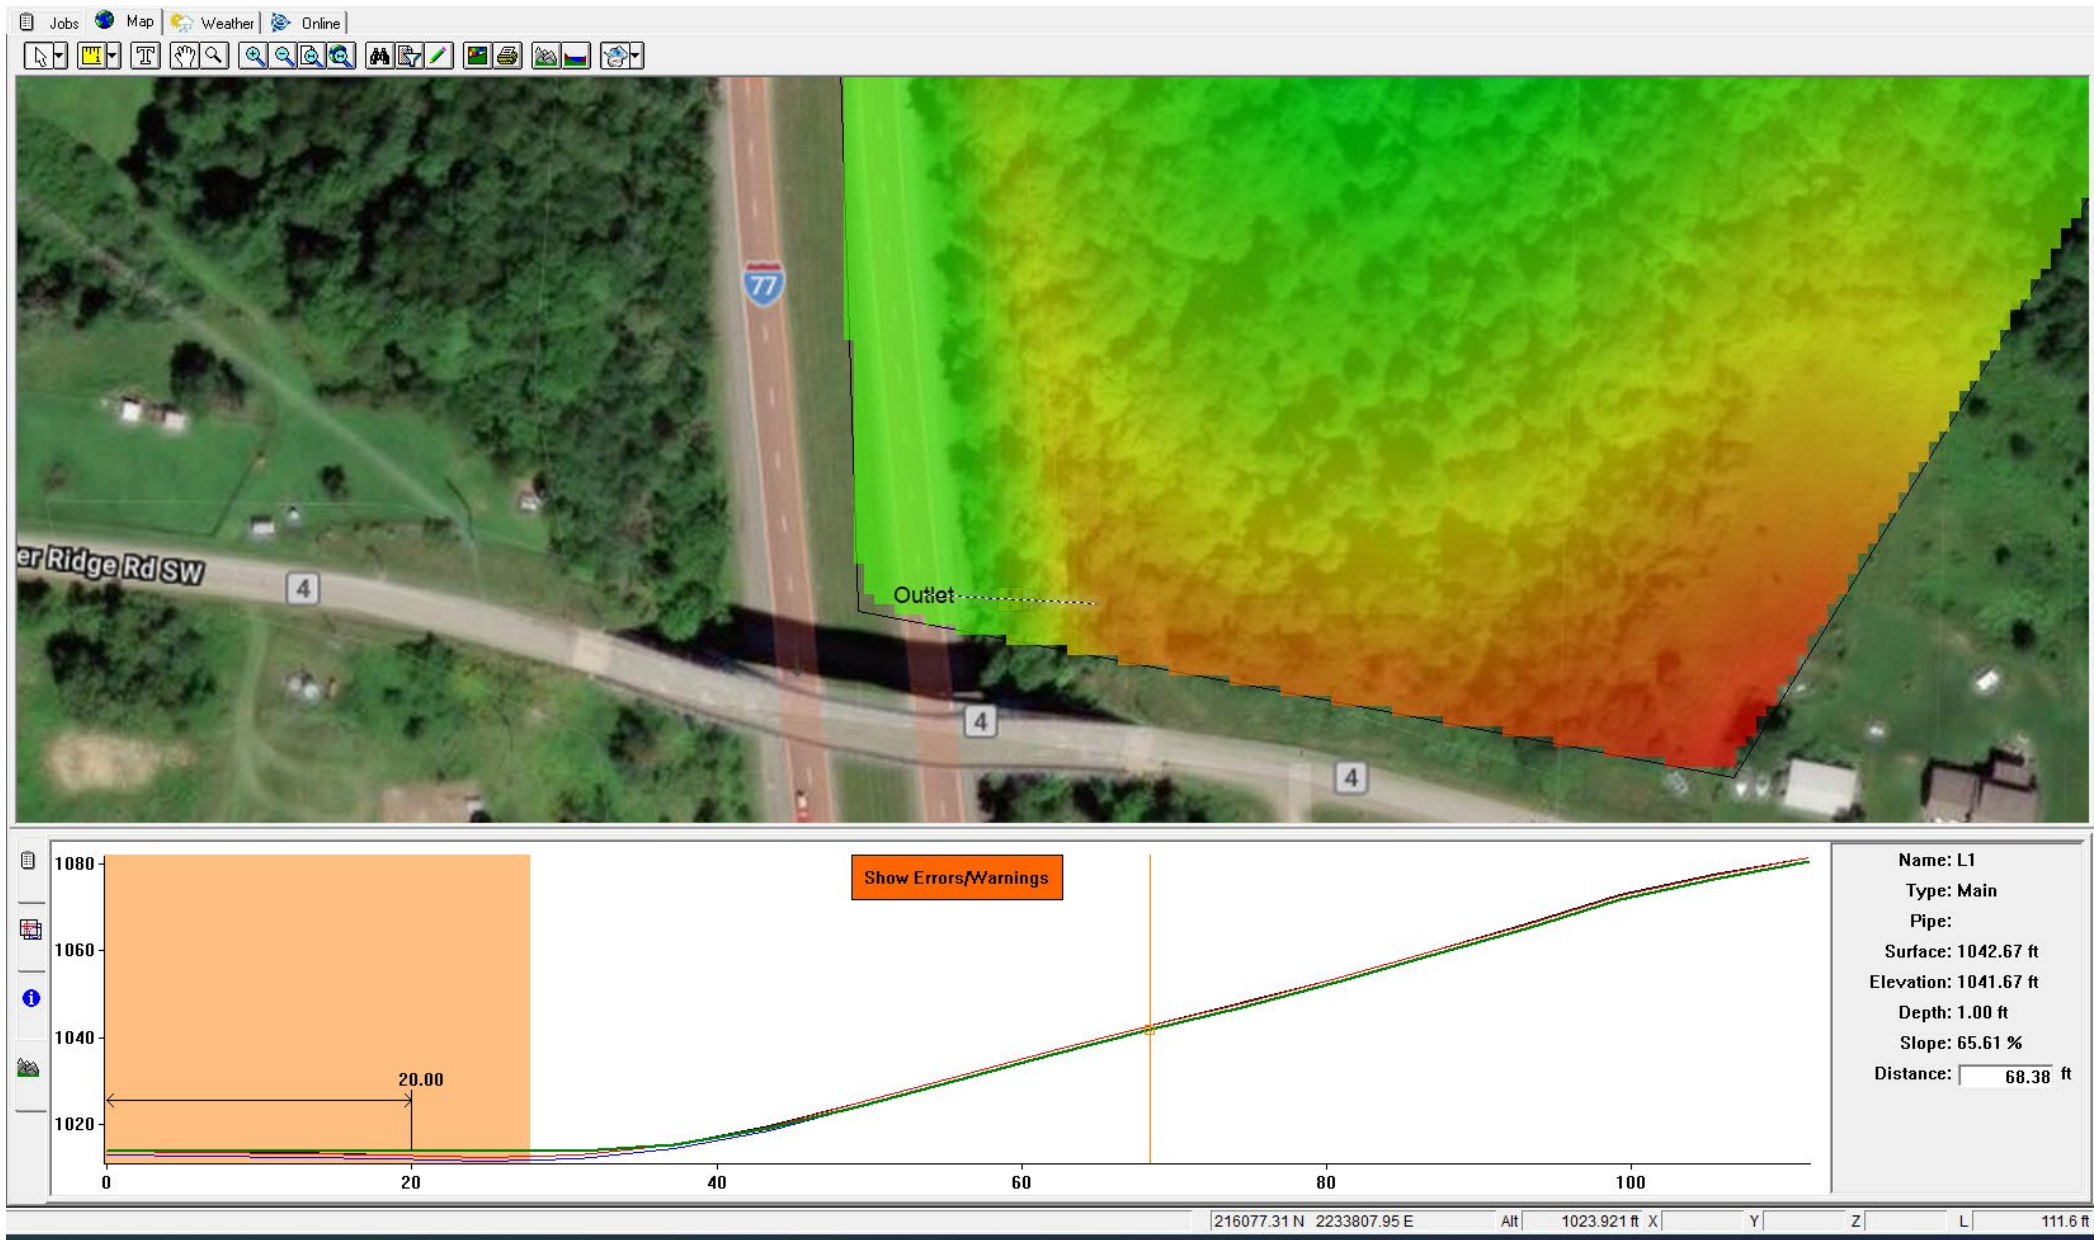 Jobs Map Weather Online
T
77
er Ridge Rd SW
4
Outlet
4
4
Show Errors/Warnings
1080
1060
1040
1020
20.00
0 20 40 60 80 100
Name: L1
Type: Main
Pipe:
Surface: 1042.67 ft
Elevation: 1041.67 ft
Depth: 1.00 ft
Slope: 65.61 %
Distance: 68.38 ft
216077.31 N 2233807.95 E Alt 1023.921 ft X Y Z L 111.6 ft